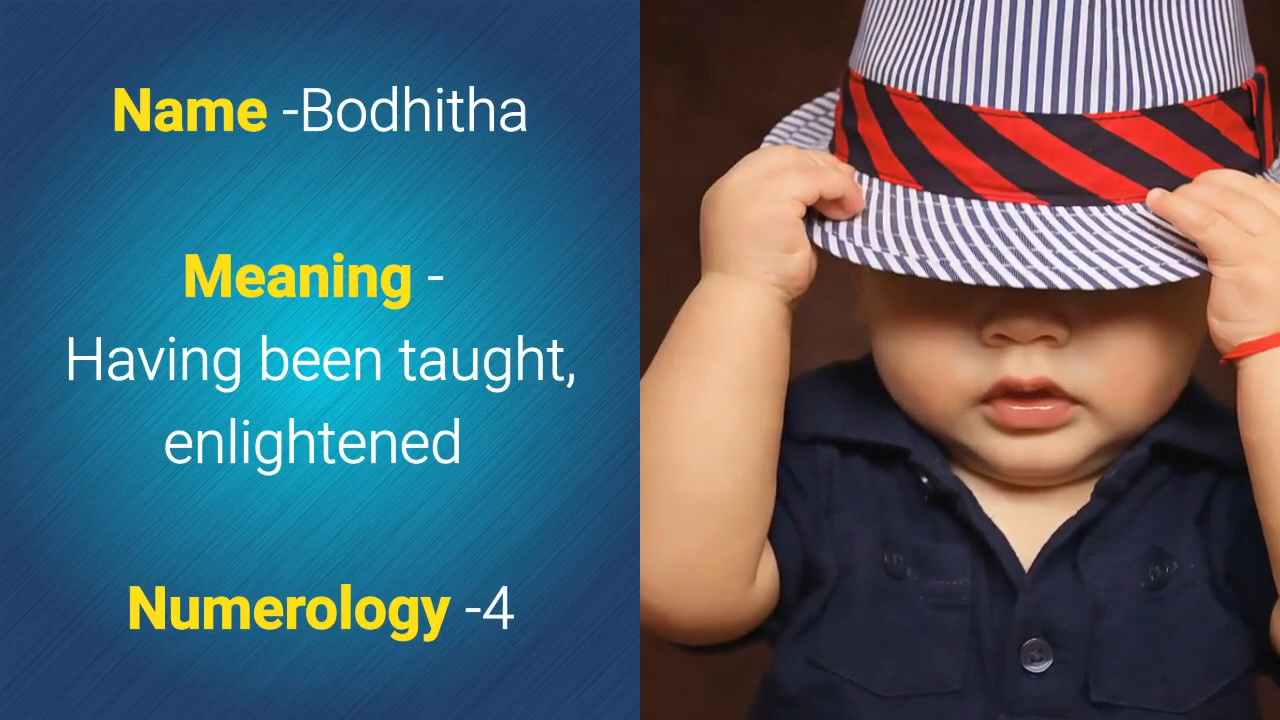 Name -Bodhitha
Meaning -
Having been taught,
enlightened
Numerology -4